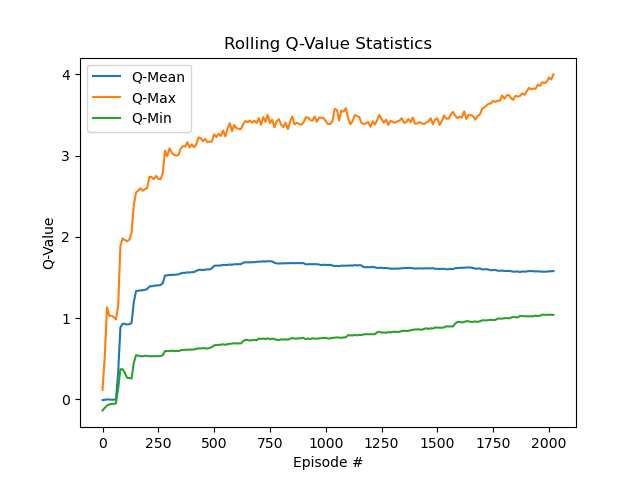 Rolling Q-Value Statistics
Q-Mean
Q-Max
Q-Min
Q-Value
4
3
2
1
0
0 250 500 750 1000 1250 1500 1750 2000
Episode #